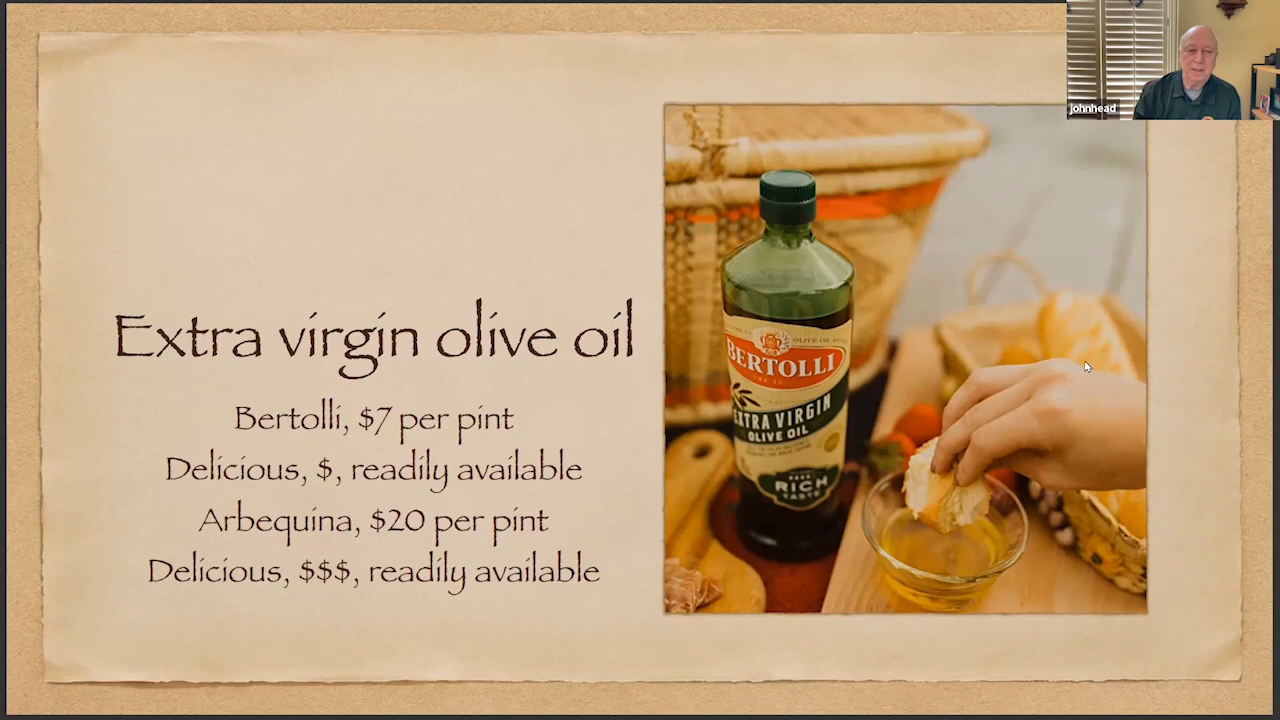 Extra virgin olive oil
Bertolli, $7 per pint
Delicious, $, readily available
Arbequina, $20 per pint
Delicious, $$$, readily available
BERTOLLI
EXTRA VIRGIN
OLIVE OIL
RICH
TASTE
johnhead